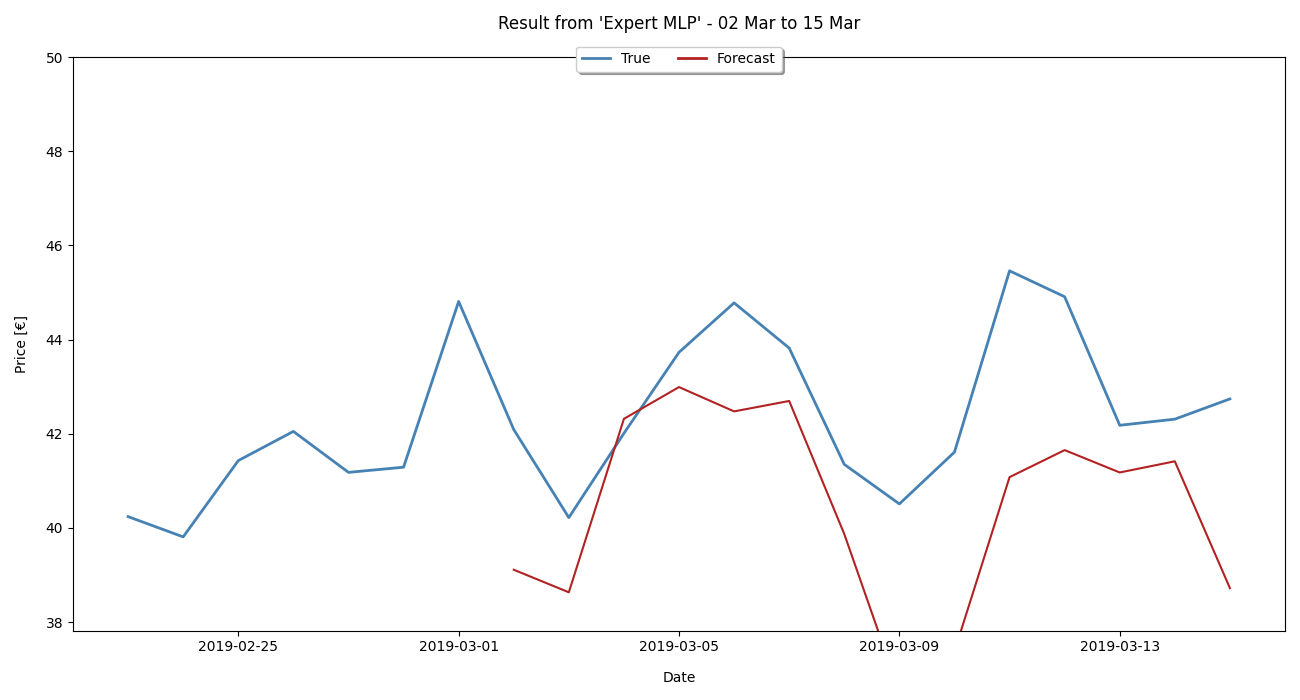 Result from 'Expert MLP' - 02 Mar to 15 Mar
True Forecast
50
48
46
44
42
40
38
Price [€]
2019-02-25 2019-03-01 2019-03-05 2019-03-09 2019-03-13
Date